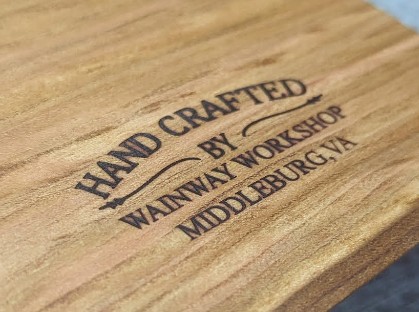 HAND CRAFTED
BY
WAINWAY WORKSHOP
MIDDLEBURG, VA